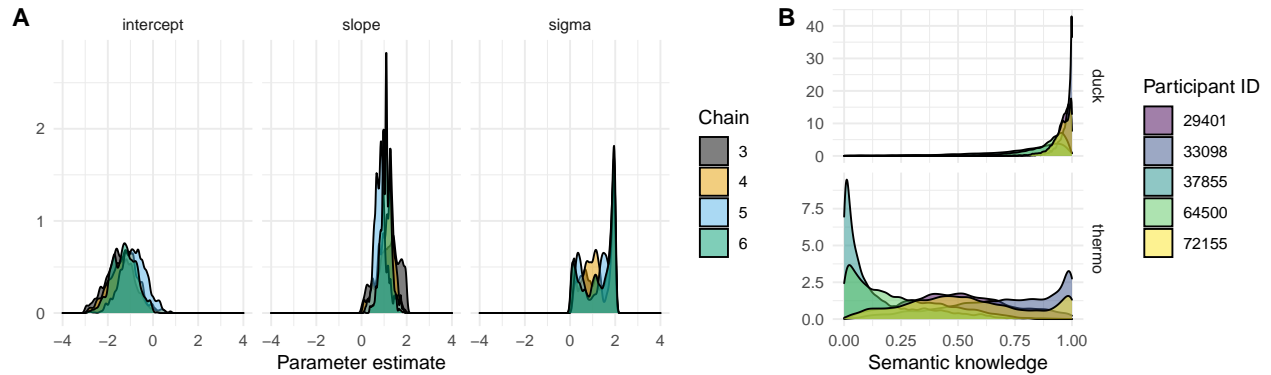 A
intercept
slope
sigma
2
1
0
−4 −2 0 2 4
−4 −2 0 2 4
−4 −2 0 2 4
Parameter estimate
Chain
3
4
5
6
B
40
30
20
10
0
duck
7.5
5.0
2.5
0.0
thermo
0.00 0.25 0.50 0.75 1.00
Semantic knowledge
Participant ID
29401
33098
37855
64500
72155